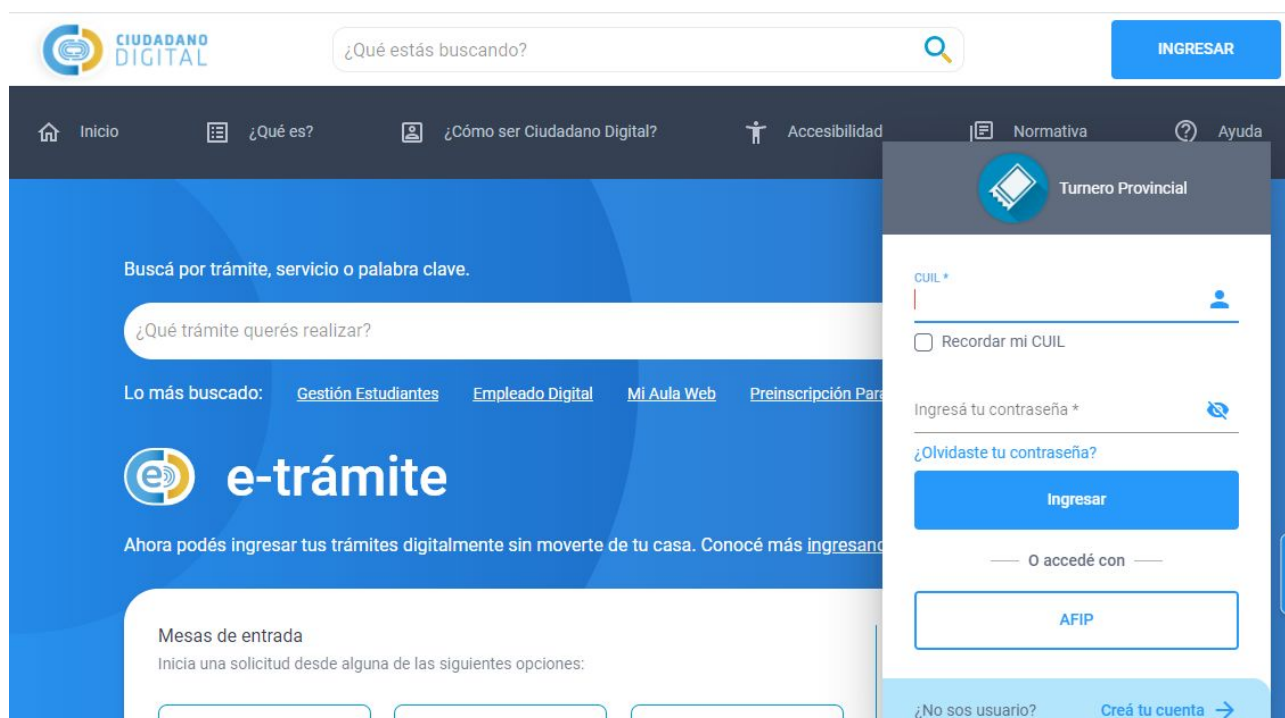 CIUDADANO
DIGITAL
¿Qué estás buscando?
INGRESAR
Inicio
¿Qué es?
¿Cómo ser Ciudadano Digital?
Accesibilidad
Normativa
Ayuda
Turnero Provincial
Buscá por trámite, servicio o palabra clave.
¿Qué trámite querés realizar?
Lo más buscado: Gestión Estudiantes Empleado Digital Mi Aula Web Preinscripción Para
e-trámite
Ahora podés ingresar tus trámites digitalmente sin moverte de tu casa. Conocé más ingresand
Mesas de entrada
Inicia una solicitud desde alguna de las siguientes opciones:
CUIL *
Recordar mi CUIL
Ingresá tu contraseña *
¿Olvidaste tu contraseña?
Ingresar
O accedé con
AFIP
¿No sos usuario? Creá tu cuenta